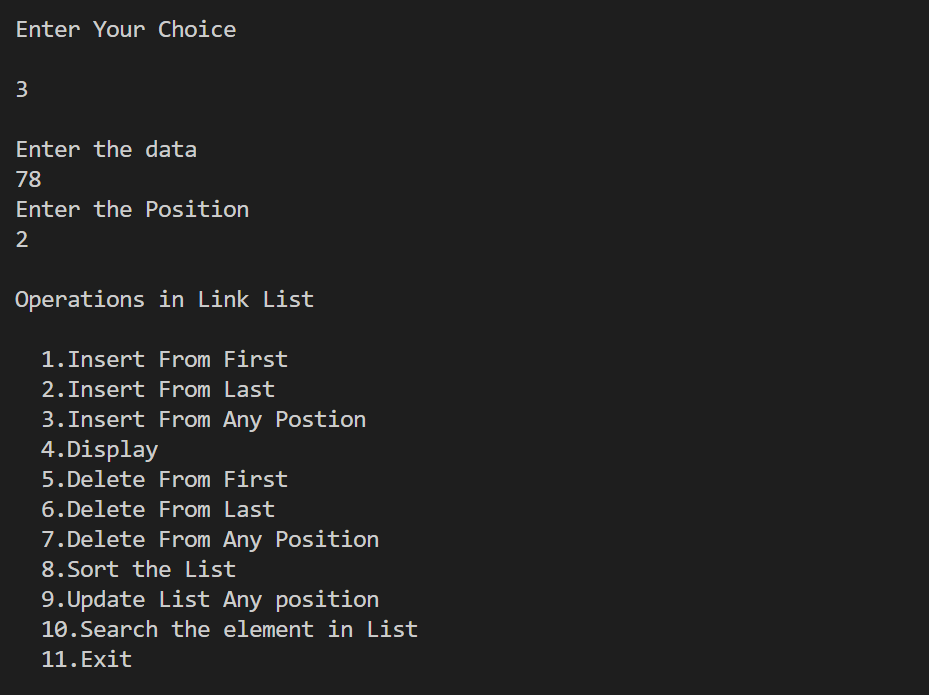 Enter Your Choice
3
Enter the data
78
Enter the Position
2
Operations in Link List
1.Insert From First
2.Insert From Last
3.Insert From Any Postion
4.Display
5.Delete From First
6.Delete From Last
7.Delete From Any Position
8.Sort the List
9.Update List Any position
10.Search the element in List
11.Exit